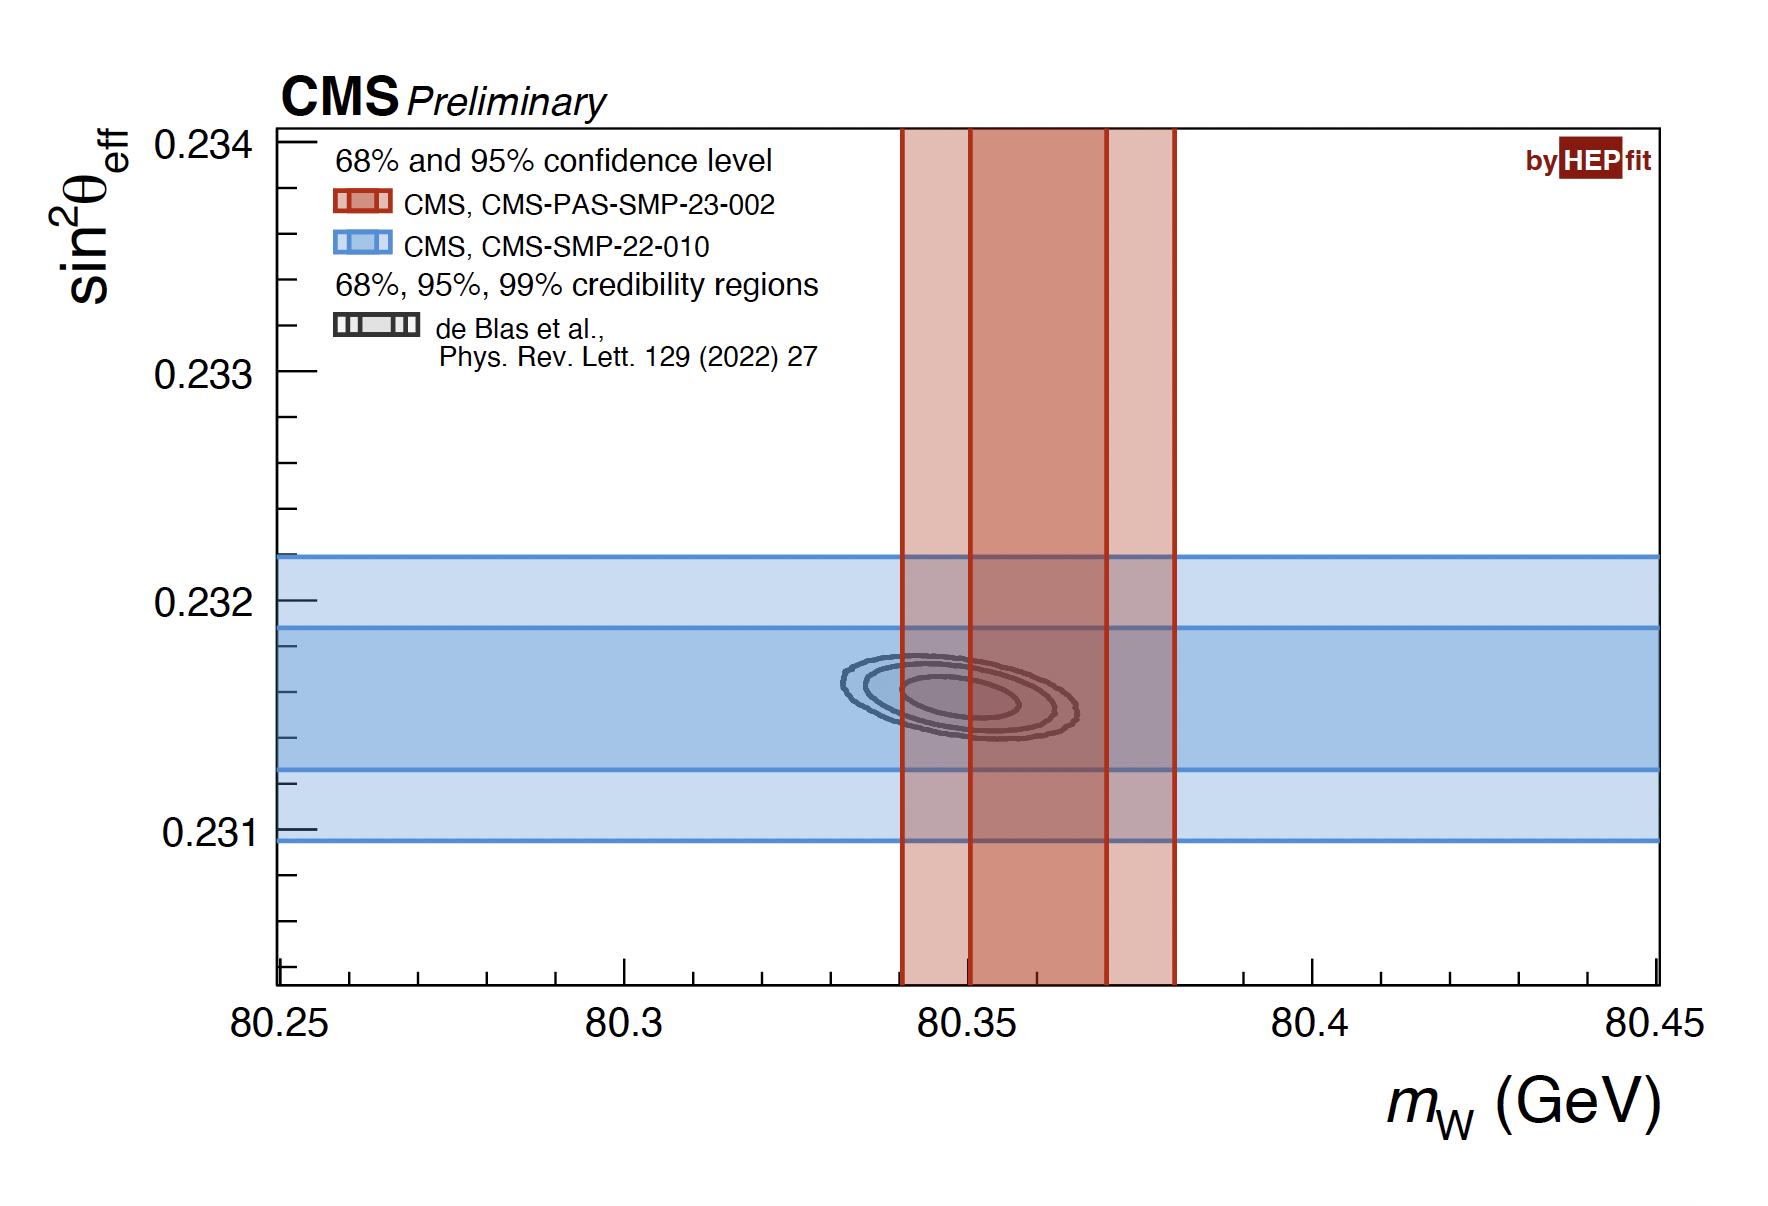 CMS Preliminary
sin²θeff
0.234
0.233
0.232
0.231
68% and 95% confidence level
CMS, CMS-PAS-SMP-23-002
CMS, CMS-SMP-22-010
68%, 95%, 99% credibility regions
de Blas et al.,
Phys. Rev. Lett. 129 (2022) 27
by HEP fit
80.25 80.3 80.35 80.4 80.45
mW (GeV)